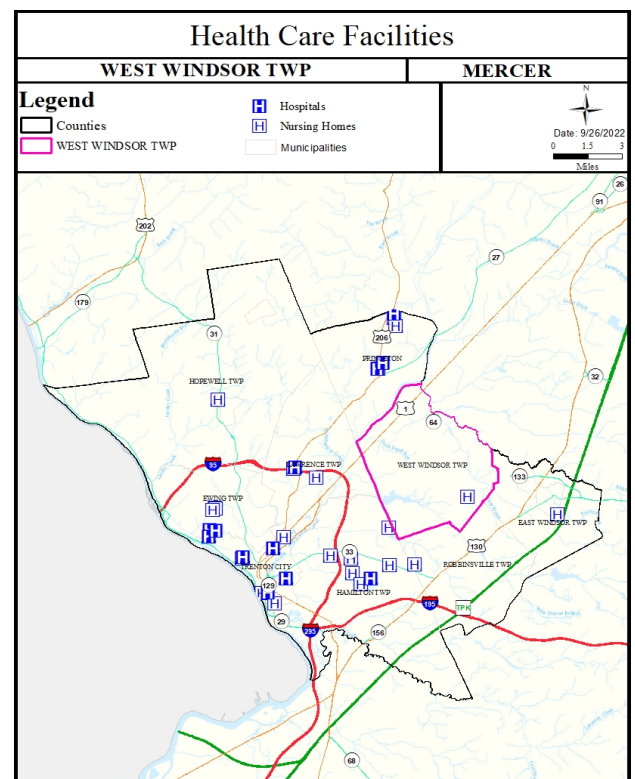 Health Care Facilities
WEST WINDSOR TWP
MERCER
Legend
Counties
WEST WINDSOR TWP
H Hospitals
H Nursing Homes
Municipalities
N
Date: 9/26/2022
0 1.5 3
Miles
26
91
202
27
179
31
206
PRINCETON
32
HOPEWELL TWP
1
64
95
LAWRENCE TWP
WEST WINDSOR TWP
133
EWING TWP
EAST WINDSOR TWP
130
33
TRENTON CITY
ROBBINSVILLE TWP
129
HAMILTON TWP
195
TPK
29
295
156
68